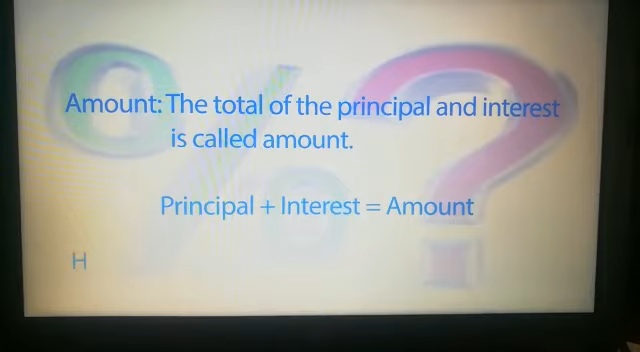 Amount: The total of the principal and interest
is called amount.
Principal + Interest = Amount
H